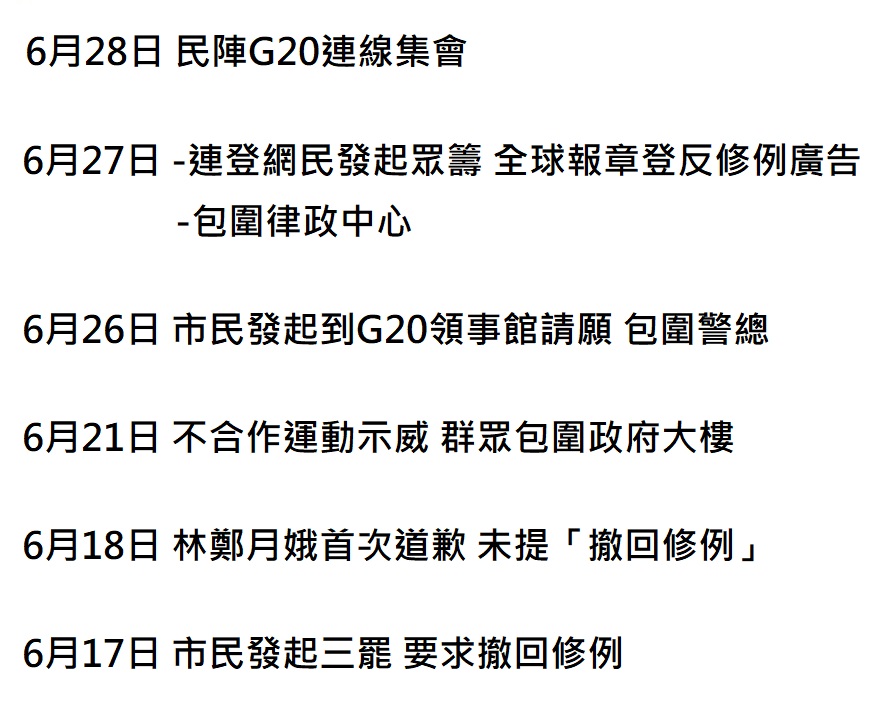 6月28日 民陣G20連線集會
6月27日 -連登網民發起眾籌 全球報章登反修例廣告
-包圍律政中心
6月26日 市民發起到G20領事館請願 包圍警總
6月21日 不合作運動示威 群眾包圍政府大樓
6月18日 林鄭月娥首次道歉 未提「撤回修例」
6月17日 市民發起三罷 要求撤回修例